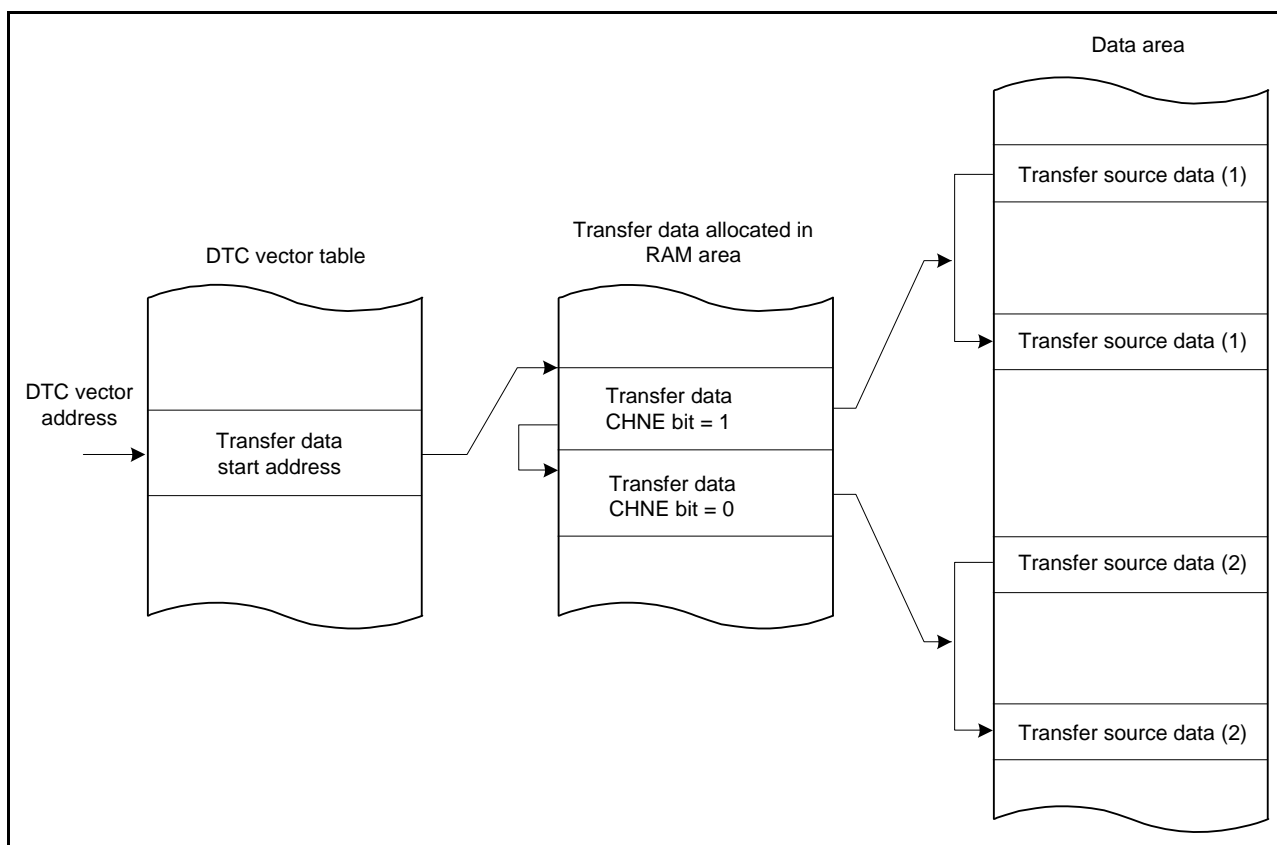 Data area
Transfer source data (1)
Transfer data allocated in
RAM area
DTC vector table
Transfer source data (1)
DTC vector
address
Transfer data
CHNE bit = 1
Transfer data
start address
Transfer data
CHNE bit = 0
Transfer source data (2)
Transfer source data (2)